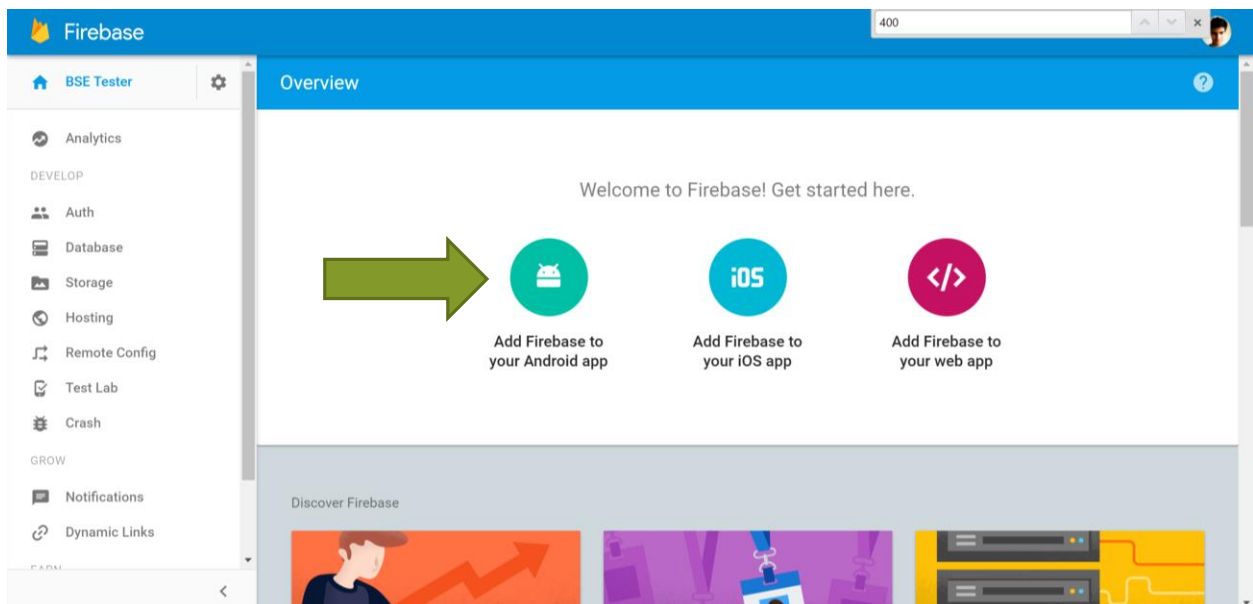 Firebase
400
BSE Tester
Overview
Analytics
DEVELOP
Auth
Database
Storage
Hosting
Remote Config
Test Lab
Crash
GROW
Notifications
Dynamic Links
Welcome to Firebase! Get started here.
iOS
</>
Add Firebase to
your Android app
Add Firebase to
your iOS app
Add Firebase to
your web app
Discover Firebase